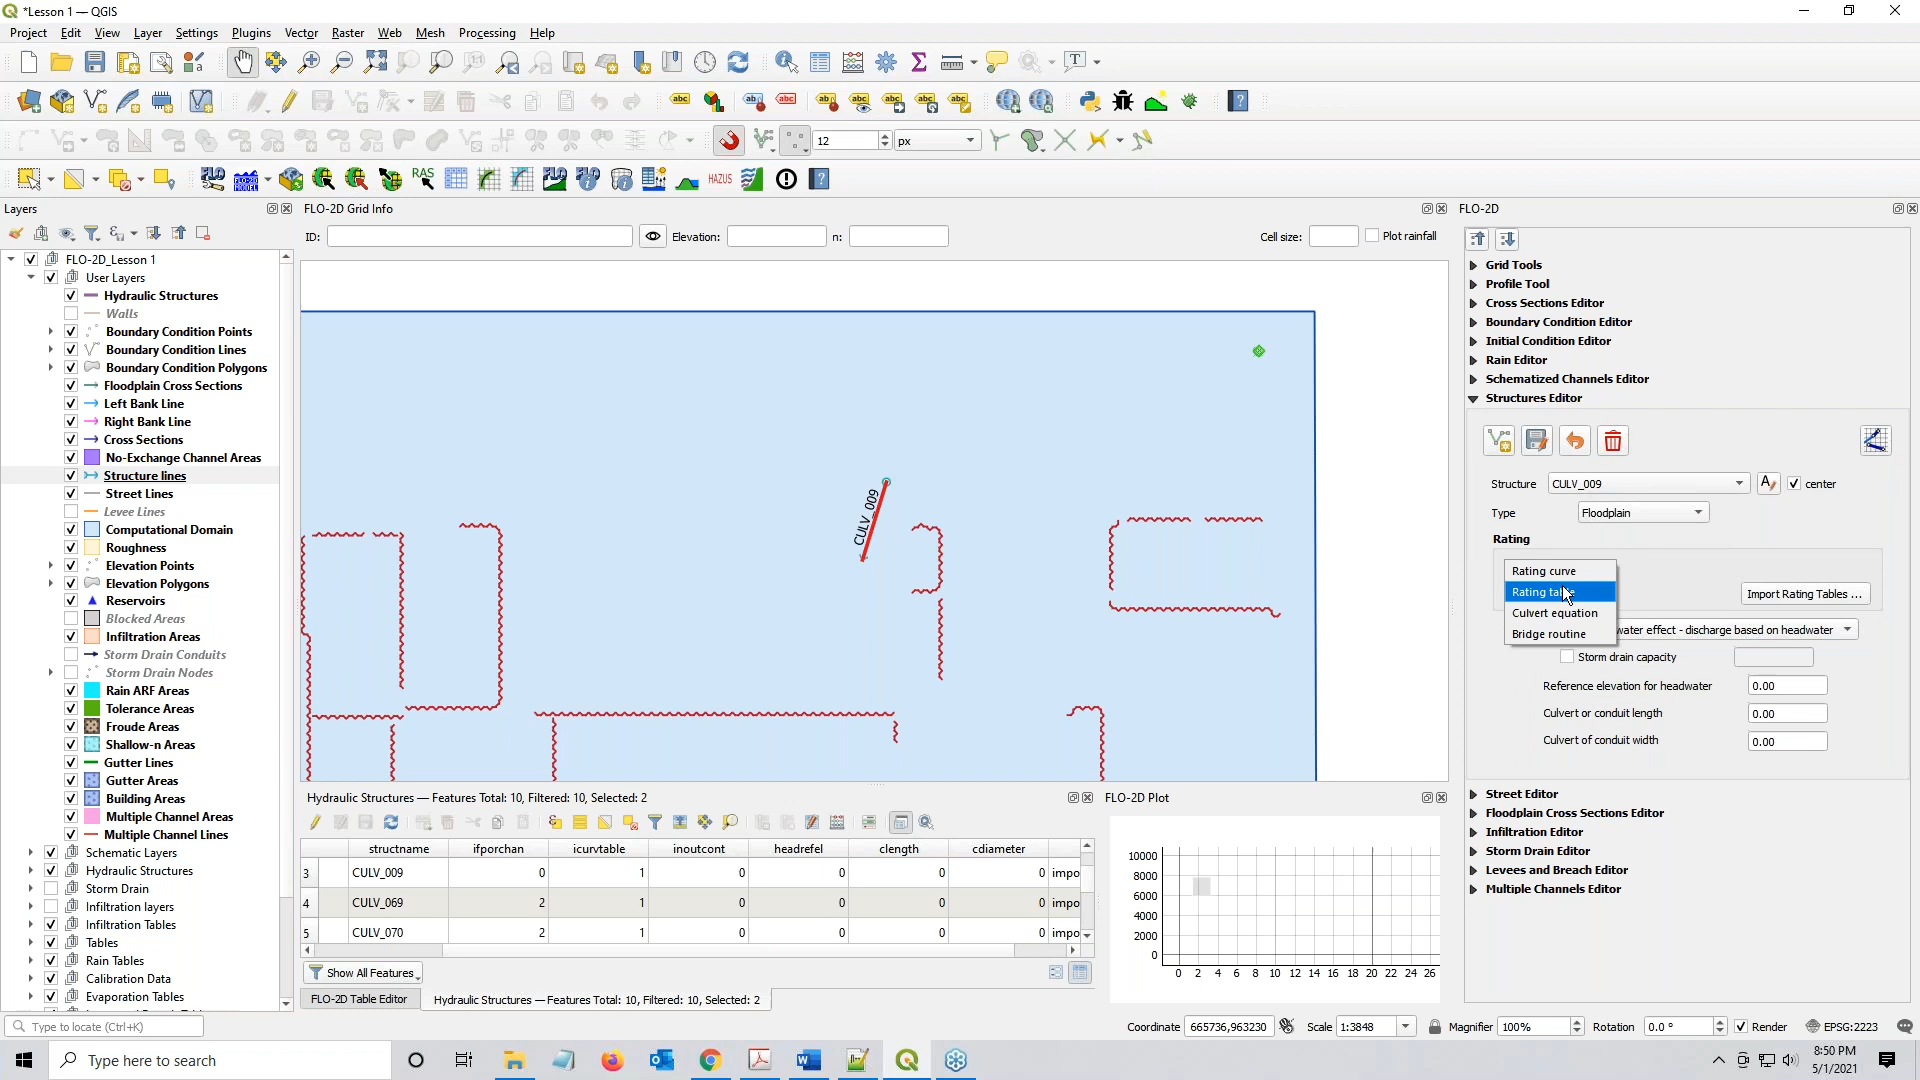 *Lesson 1 — QGIS
Project Edit View Layer Settings Plugins Vector Raster Web Mesh Processing Help
12 px
RAS HAZUS
Layers
FLO-2D Grid Info
FLO-2D
ID: Elevation: n: Cell size: Plot rainfall
FLO-2D_Lesson 1
User Layers
Hydraulic Structures
Walls
Boundary Condition Points
Boundary Condition Lines
Boundary Condition Polygons
Floodplain Cross Sections
Left Bank Line
Right Bank Line
Cross Sections
No-Exchange Channel Areas
Structure lines
Street Lines
Levee Lines
Computational Domain
Roughness
Elevation Points
Elevation Polygons
Reservoirs
Blocked Areas
Infiltration Areas
Storm Drain Conduits
Storm Drain Nodes
Rain ARF Areas
Tolerance Areas
Froude Areas
Shallow-n Areas
Gutter Lines
Gutter Areas
Building Areas
Multiple Channel Areas
Multiple Channel Lines
Schematic Layers
Hydraulic Structures
Storm Drain
Infiltration layers
Infiltration Tables
Tables
Rain Tables
Calibration Data
Evaporation Tables
CULV_009
Grid Tools
Profile Tool
Cross Sections Editor
Boundary Condition Editor
Initial Condition Editor
Rain Editor
Schematized Channels Editor
Structures Editor
Structure CULV_009 center
Type Floodplain
Rating
Rating curve
Rating ta
Culvert equation
Bridge routine
Import Rating Tables ...
water effect - discharge based on headwater
Storm drain capacity
Reference elevation for headwater 0.00
Culvert or conduit length 0.00
Culvert of conduit width 0.00
Street Editor
Floodplain Cross Sections Editor
Infiltration Editor
Storm Drain Editor
Levees and Breach Editor
Multiple Channels Editor
Hydraulic Structures — Features Total: 10, Filtered: 10, Selected: 2
structname ifporchan icurvtable inoutcont headrefel clength cdiameter
3 CULV_009 0 1 0 0 0 0 impo
4 CULV_069 2 1 0 0 0 0 impo
5 CULV_070 2 1 0 0 0 0 impo
Show All Features
FLO-2D Table Editor Hydraulic Structures — Features Total: 10, Filtered: 10, Selected: 2
FLO-2D Plot
10000
8000
6000
4000
2000
0
0 2 4 6 8 10 12 14 16 18 20 22 24 26
Type to locate (Ctrl+K)
Coordinate 665736,963230 Scale 1:3848 Magnifier 100% Rotation 0.0 ° Render EPSG:2223
Type here to search
8:50 PM
5/1/2021